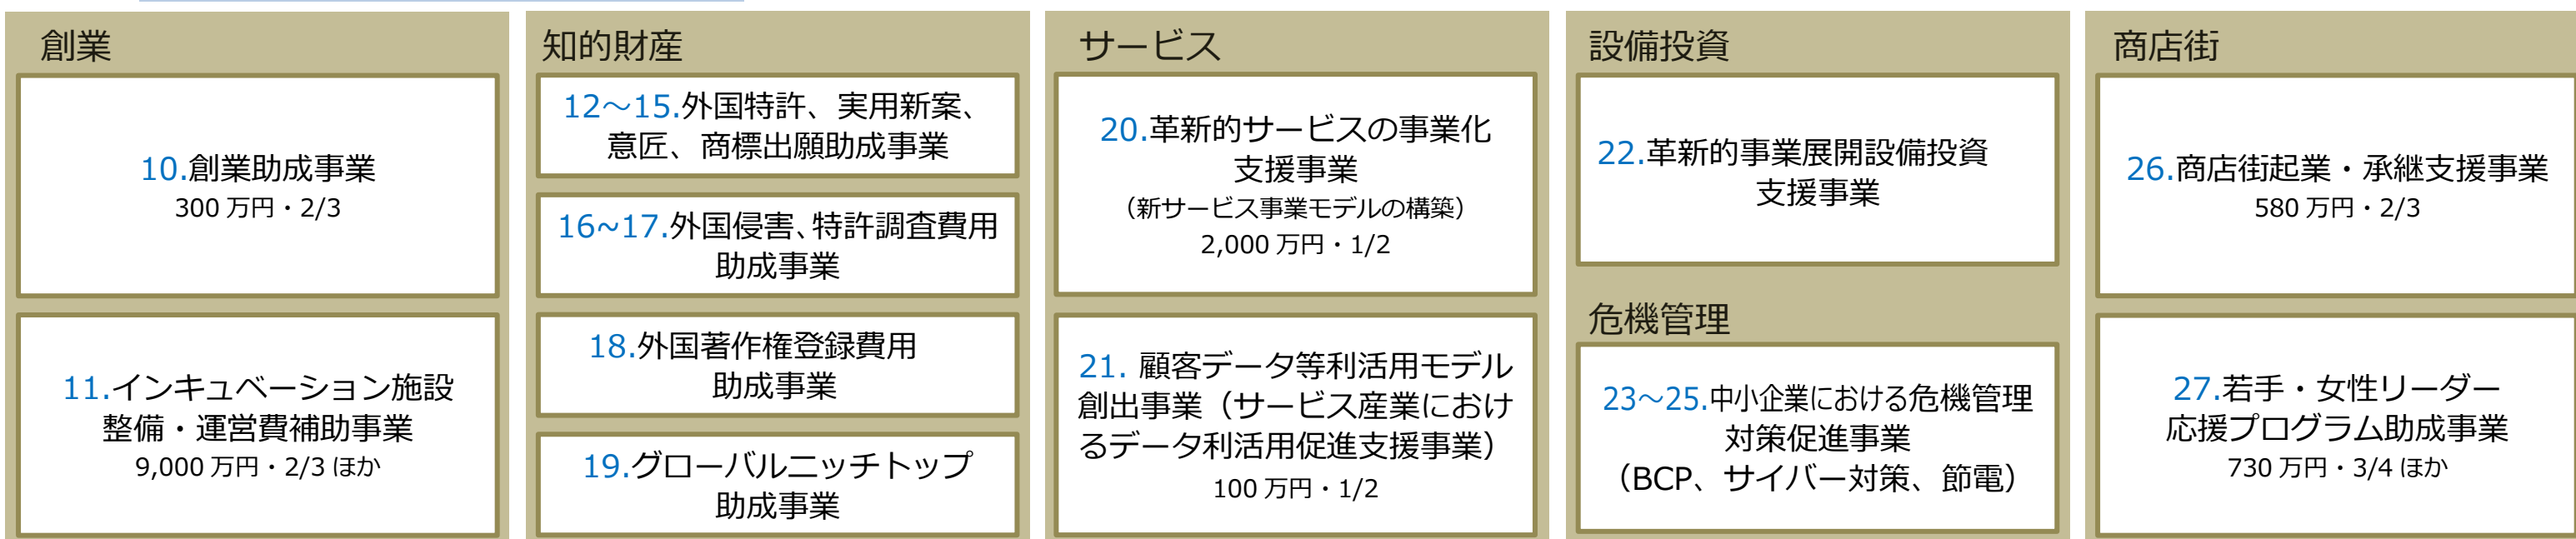 創業
10.創業助成事業
300 万円・2/3
11.インキュベーション施設
整備・運営費補助事業
9,000 万円・2/3 ほか
知的財産
12～15.外国特許、実用新案、
意匠、商標出願助成事業
16~17.外国侵害、特許調査費用
助成事業
18.外国著作権登録費用
助成事業
19.グローバルニッチトップ
助成事業
サービス
20.革新的サービスの事業化
支援事業
（新サービス事業モデルの構築）
2,000 万円・1/2
21. 顧客データ等利活用モデル
創出事業（サービス産業におけ
るデータ利活用促進支援事業）
100 万円・1/2
設備投資
22.革新的事業展開設備投資
支援事業
危機管理
23～25.中小企業における危機管理
対策促進事業
（BCP、サイバー対策、節電）
商店街
26.商店街起業・承継支援事業
580 万円・2/3
27.若手・女性リーダー
応援プログラム助成事業
730 万円・3/4 ほか